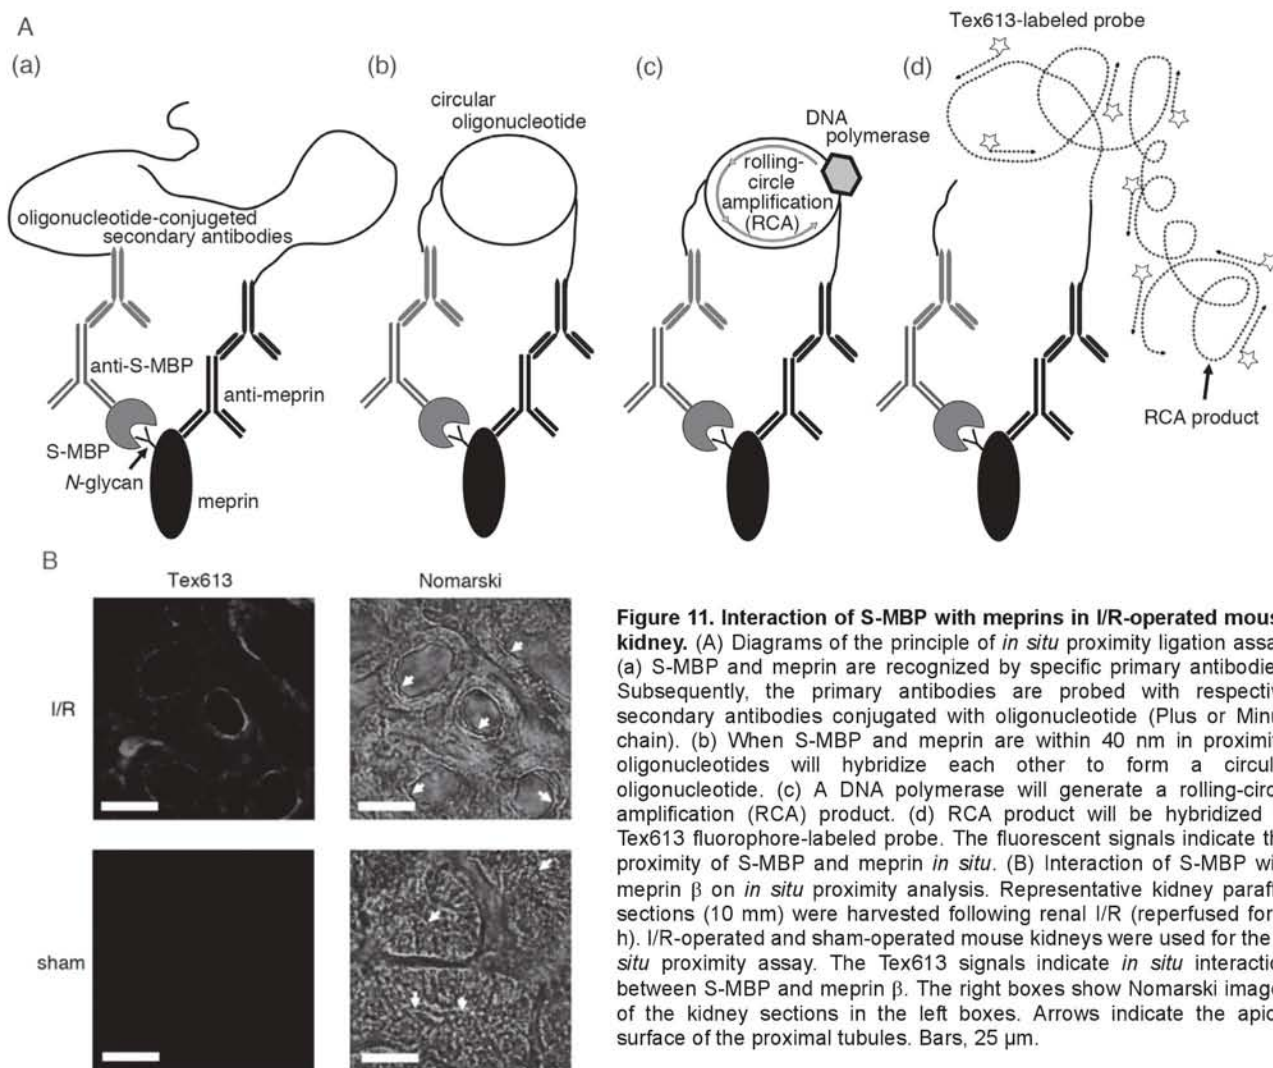 A
(a)
(b)
(c)
(d)
Tex613-labeled probe
circular
oligonucleotide
DNA
polymerase
rolling-
circle
amplification
(RCA)
oligonucleotide-conjugeted
secondary antibodies
anti-S-MBP
anti-meprin
S-MBP
N-glycan
meprin
RCA product
B
Tex613
Nomarski
I/R
sham
Figure 11. Interaction of S-MBP with meprins in I/R-operated mous
kidney. (A) Diagrams of the principle of in situ proximity ligation assa
(a) S-MBP and meprin are recognized by specific primary antibodie
Subsequently, the primary antibodies are probed with respectiv
secondary antibodies conjugated with oligonucleotide (Plus or Minu
chain). (b) When S-MBP and meprin are within 40 nm in proximit
oligonucleotides will hybridize each other to form a circul
oligonucleotide. (c) A DNA polymerase will generate a rolling-circ
amplification (RCA) product. (d) RCA product will be hybridized
Tex613 fluorophore-labeled probe. The fluorescent signals indicate th
proximity of S-MBP and meprin in situ. (B) Interaction of S-MBP wi
meprin β on in situ proximity analysis. Representative kidney paraff
sections (10 mm) were harvested following renal I/R (reperfused for
h). I/R-operated and sham-operated mouse kidneys were used for the
situ proximity assay. The Tex613 signals indicate in situ interactio
between S-MBP and meprin β. The right boxes show Nomarski image
of the kidney sections in the left boxes. Arrows indicate the apic
surface of the proximal tubules. Bars, 25 μm.